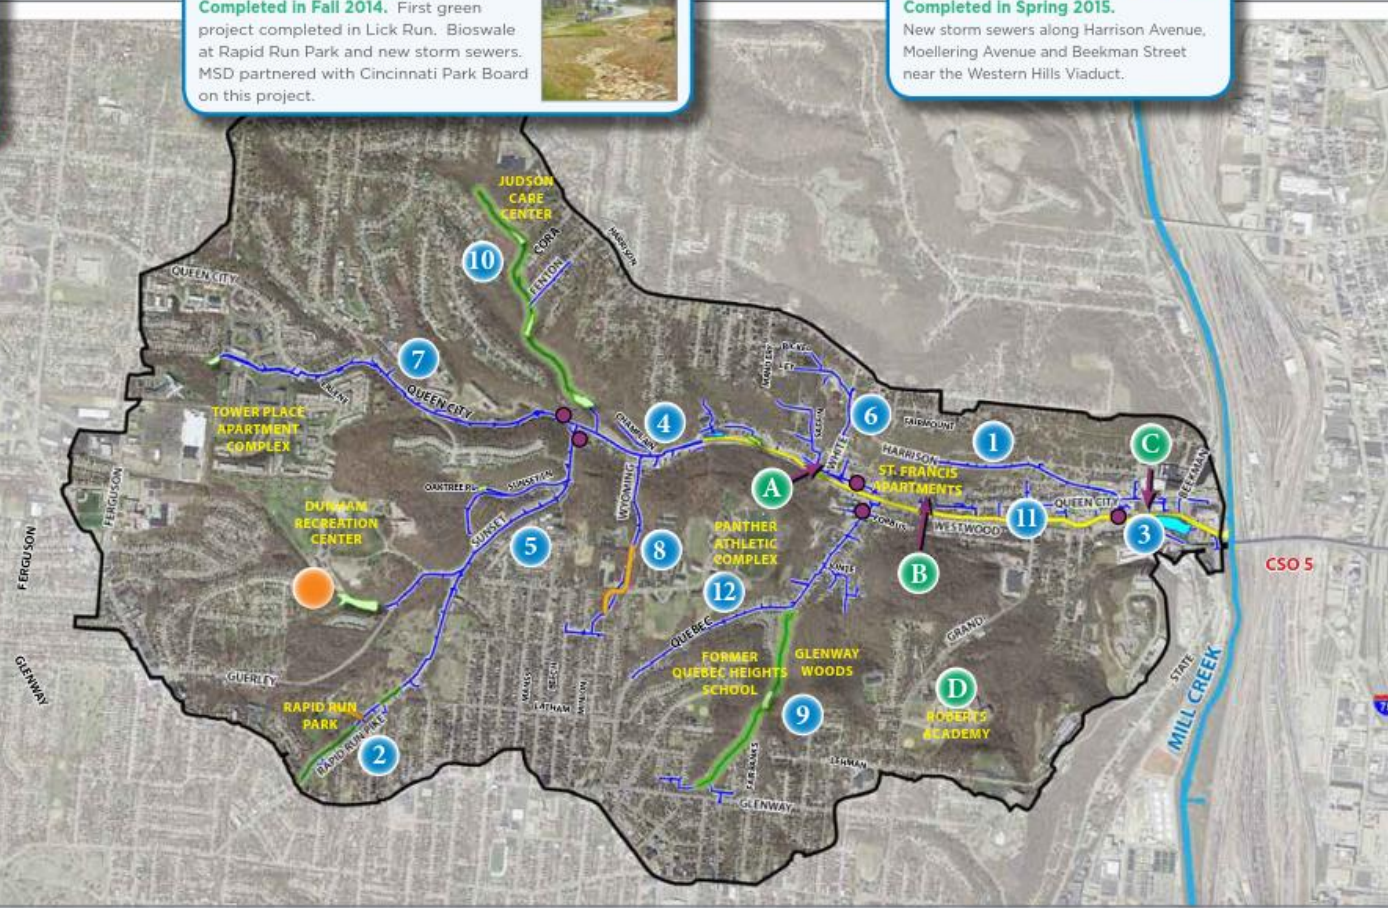 Completed in Fall 2014. First green
project completed in Lick Run. Bioswale
at Rapid Run Park and new storm sewers.
MSD partnered with Cincinnati Park Board
on this project.
Completed in Spring 2015.
New storm sewers along Harrison Avenue,
Moellering Avenue and Beekman Street
near the Western Hills Viaduct.
JUDSON
CARE
CENTER
CORA
HARRISON
10
FENTON
QUEEN CITY
7
QUEEN CITY
TOWER PLACE
APARTMENT
COMPLEX
CHAMPLAIN
4
6
WHITE
FAIRMOUNT
1
HARRISON
C
BEEKMAN
ST. FRANCIS
APARTMENTS
A
QUEEN CITY
11
WESTWOOD
3
B
CSO 5
FERGUSON
FERGUSON
OAKTREE PL
SUNSET LN
SUNSET
WYOMING
DUNHAM
RECREATION
CENTER
5
8
PANTHER
ATHLETIC
COMPLEX
12
QUEBEC
GRAND
STATE
MILL CREEK
GLENWAY
GUERLEY
FORMER
QUEBEC HEIGHTS
SCHOOL
GLENWAY
WOODS
9
D
ROBERTS
ACADEMY
RAPID RUN
PARK
RAPID RUN PIKE
2
LATHAM
FAIRBANKS
LEHMAN
GLENWAY